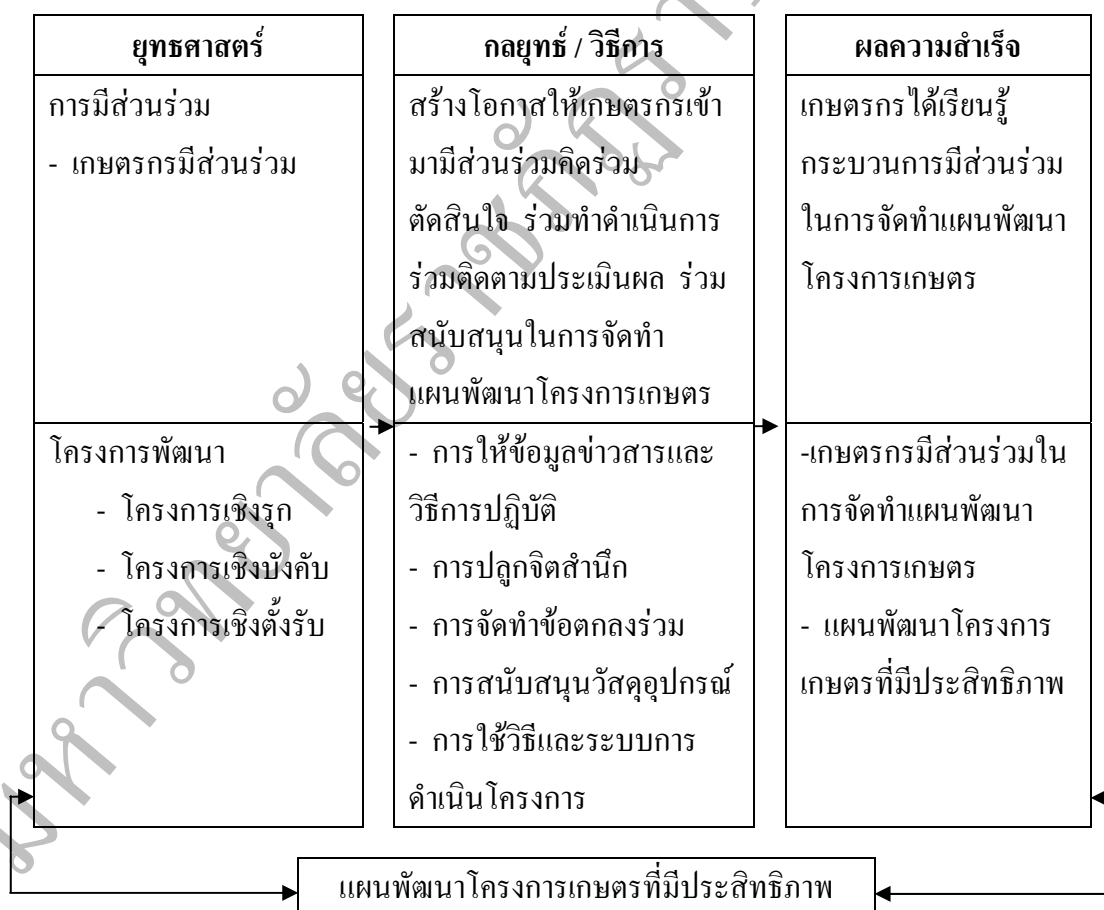 ยุทธศาสตร์
การมีส่วนร่วม
- เกษตรกรมีส่วนร่วม
โครงการพัฒนา
- โครงการเชิงรุก
- โครงการเชิงบังคับ
- โครงการเชิงตั้งรับ
กลยุทธ์ / วิธีการ
สร้างโอกาสให้เกษตรกรเข้า
มามีส่วนร่วมคิดร่วม
ตัดสินใจ ร่วมทำดำเนินการ
ร่วมติดตามประเมินผล ร่วม
สนับสนุนในการจัดทำ
แผนพัฒนาโครงการเกษตร
- การให้ข้อมูลข่าวสารและ
วิธีการปฏิบัติ
- การปลูกจิตสำนึก
- การจัดทำข้อตกลงร่วม
- การสนับสนุนวัสดุอุปกรณ์
- การใช้วิธีและระบบการ
ดำเนินโครงการ
ผลความสำเร็จ
เกษตรกรได้เรียนรู้
กระบวนการมีส่วนร่วม
ในการจัดทำแผนพัฒนา
โครงการเกษตร
-เกษตรกรมีส่วนร่วมใน
การจัดทำแผนพัฒนา
โครงการเกษตร
- แผนพัฒนาโครงการ
เกษตรที่มีประสิทธิภาพ
แผนพัฒนาโครงการเกษตรที่มีประสิทธิภาพ
มหาวิทยาลัยราชภัฏ